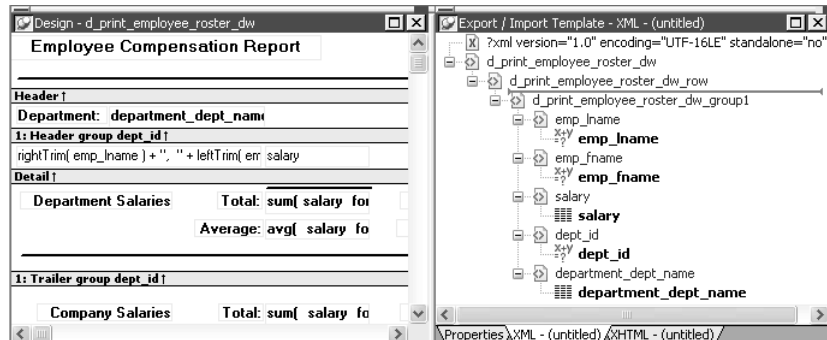 Design - d_print_employee_roster_dw
Employee Compensation Report
Header ↑
Department: department_dept_name
1: Header group dept_id ↑
rightTrim( emp_lname ) + ", " + leftTrim( em salary
Detail ↑
Department Salaries Total: sum( salary for
Average: avg( salary fo
1: Trailer group dept_id ↑
Company Salaries Total: sum( salary fo
Export / Import Template - XML - (untitled)
?xml version="1.0" encoding="UTF-16LE" standalone="no"
d_print_employee_roster_dw
d_print_employee_roster_dw_row
d_print_employee_roster_dw_group1
emp_lname
emp_lname
emp_fname
emp_fname
salary
salary
dept_id
dept_id
department_dept_name
department_dept_name
Properties XML - (untitled) XHTML - (untitled)